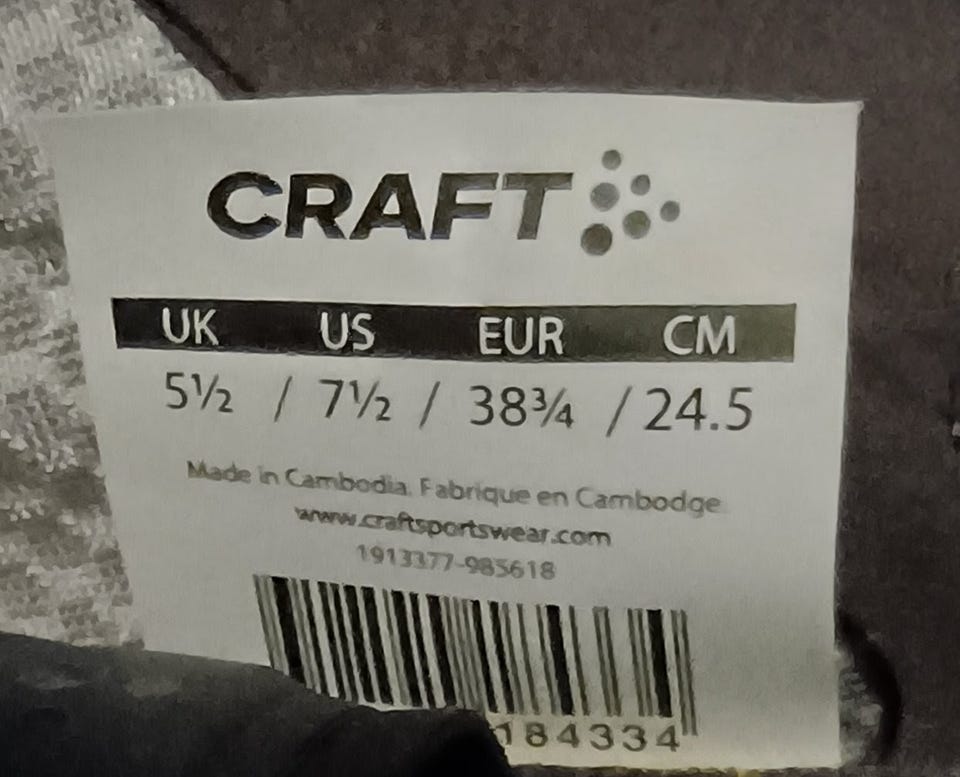 CRAFT
UK US EUR CM
5½ / 7½ / 38¾ / 24.5
Made in Cambodia. Fabrique en Cambodge
www.craftsportswear.com
1913377-985618
184334